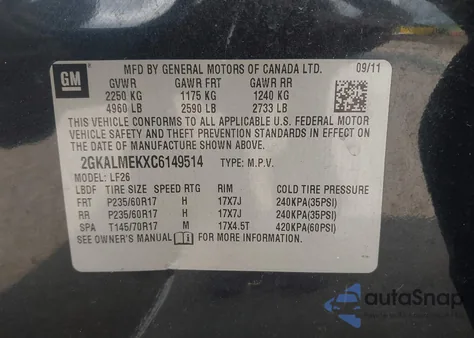 GM
MFD BY GENERAL MOTORS OF CANADA LTD. 09/11
GVWR GAWR FRT GAWR RR
2250 KG 1175 KG 1240 KG
4960 LB 2590 LB 2733 LB
THIS VEHICLE CONFORMS TO ALL APPLICABLE U.S. FEDERAL MOTOR
VEHICLE SAFETY AND THEFT PREVENTION STANDARDS IN EFFECT ON
THE DATE OF MANUFACTURE SHOWN ABOVE.
2GKALMEKXC6149514 TYPE: M.P.V.
MODEL: LF26
LBDF TIRE SIZE SPEED RTG RIM COLD TIRE PRESSURE
FRT P235/60R17 H 17X7J 240KPA(35PSI)
RR P235/60R17 H 17X7J 240KPA(35PSI)
SPA T145/70R17 M 17X4.5T 420KPA(60PSI)
SEE OWNER'S MANUAL FOR MORE INFORMATION.
autoSnap